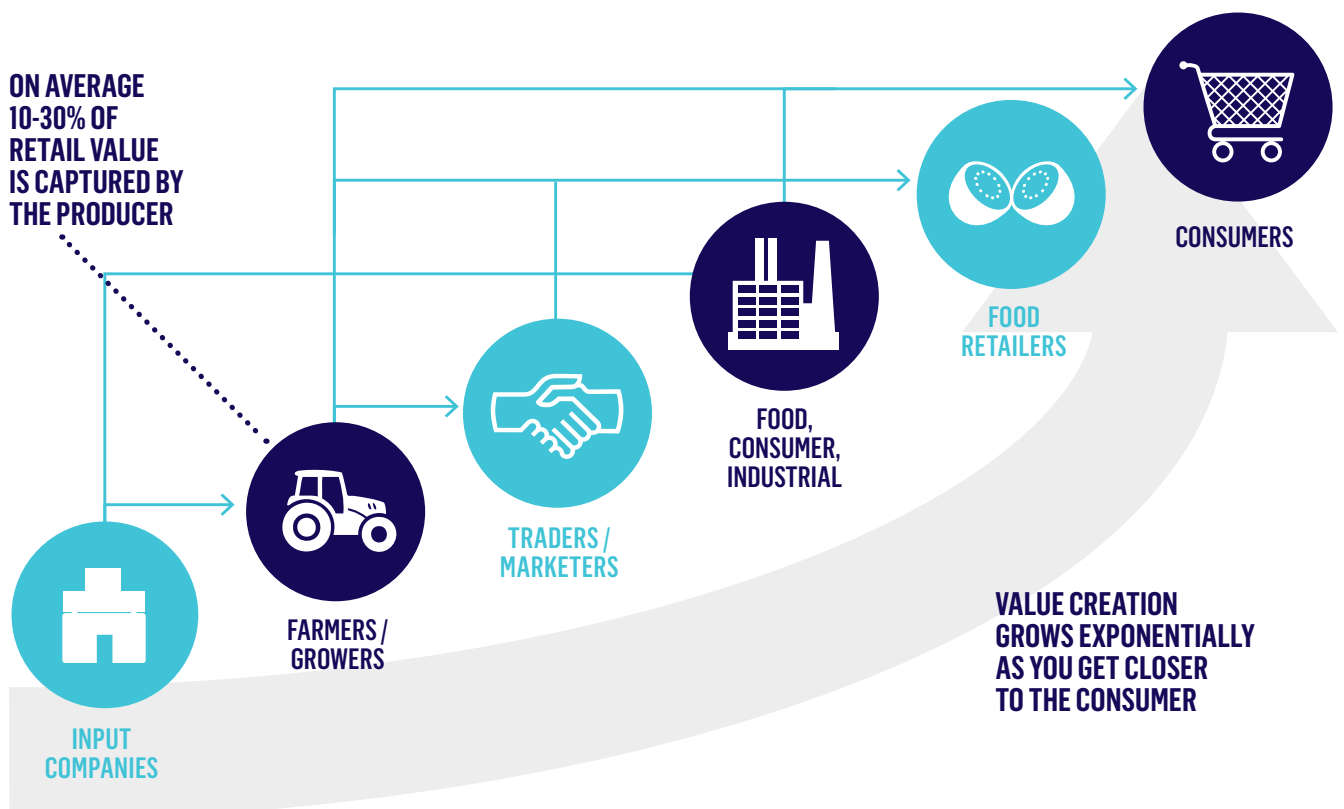 ON AVERAGE
10-30% OF
RETAIL VALUE
IS CAPTURED BY
THE PRODUCER
CONSUMERS
FOOD
RETAILERS
FOOD,
CONSUMER,
INDUSTRIAL
TRADERS /
MARKETERS
FARMERS /
GROWERS
INPUT
COMPANIES
VALUE CREATION
GROWS EXPONENTIALLY
AS YOU GET CLOSER
TO THE CONSUMER